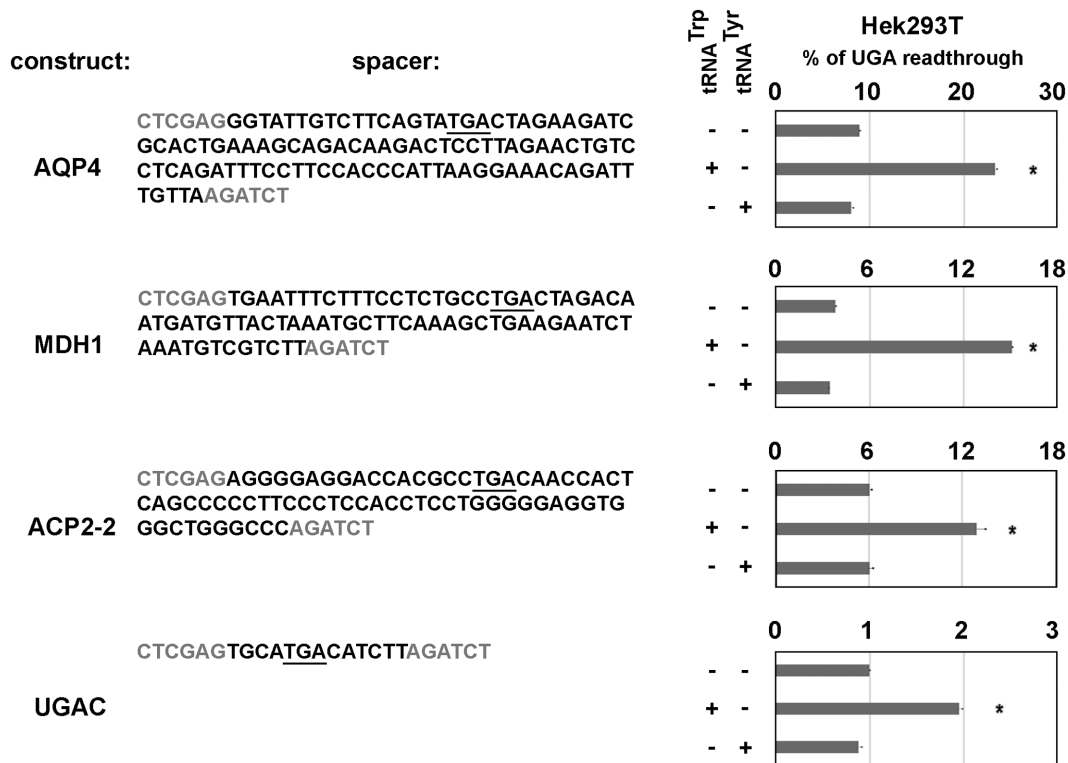 construct:
spacer:
tRNA Trp
tRNA Tyr
Hek293T
% of UGA readthrough
0 10 20 30
AQP4
CTCGAGGGTATTGTCTTCAGTATGACTAGAAGATC
GCACTGAAAGCAGACAAGACTCCTTAGAACTGTC
CTCAGATTTCCTTCCACCCATTAAGGAAACAGATT
TGTTAAGATCT
- -
+ - *
- +
0 6 12 18
MDH1
CTCGAGTGAATTTCTTTCCTCTGCCTGACTAGACA
ATGATGTTACTAAATGCTTCAAAGCTGAAGAATCT
AAATGTCGTCTTAGATCT
- -
+ - *
- +
0 6 12 18
ACP2-2
CTCGAGAGGGGAGGACCACGCCTGACAACCACT
CAGCCCCCTTCCCTCCACCTCCTGGGGGAGGTG
GGCTGGGCCCAGATCT
- -
+ - *
- +
0 1 2 3
UGAC
CTCGAGTGCATGACATCTTAGATCT
- -
+ - *
- +